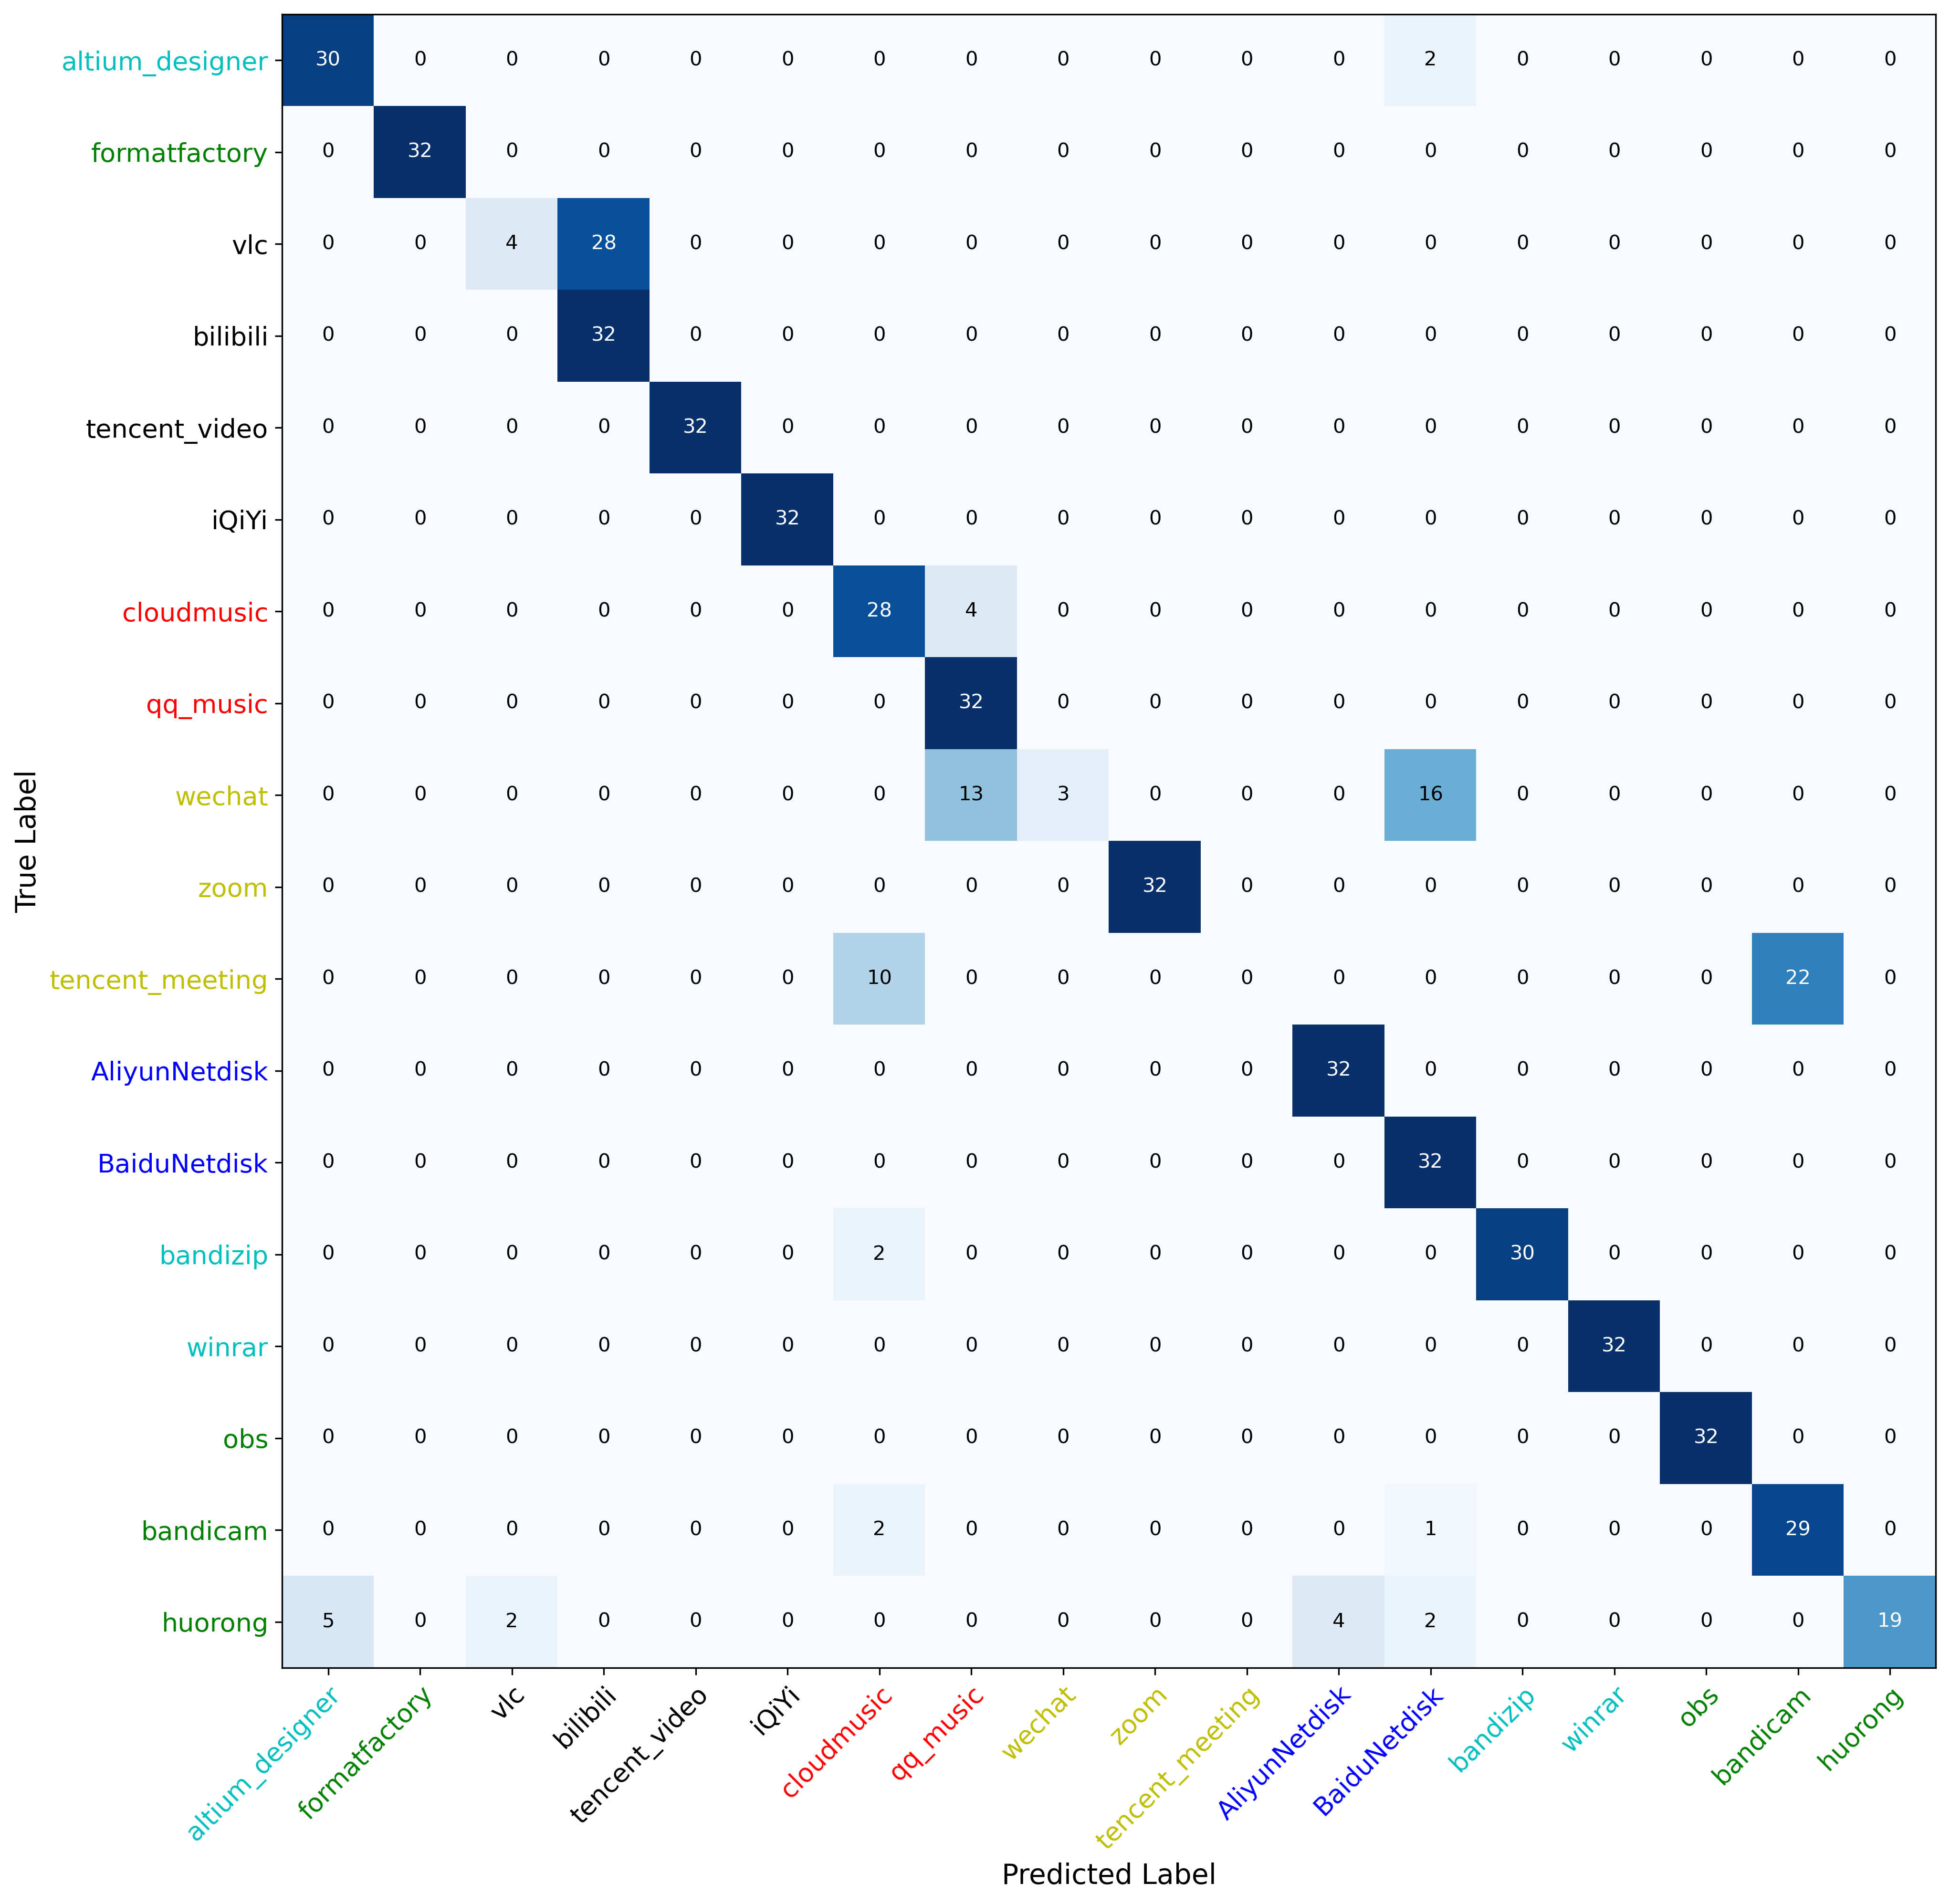 altium_designer 30 0 0 0 0 0 0 0 0 0 0 0 2 0 0 0 0 0
formatfactory 0 32 0 0 0 0 0 0 0 0 0 0 0 0 0 0 0 0
vlc 0 0 4 28 0 0 0 0 0 0 0 0 0 0 0 0 0 0
bilibili 0 0 0 32 0 0 0 0 0 0 0 0 0 0 0 0 0 0
tencent_video 0 0 0 0 32 0 0 0 0 0 0 0 0 0 0 0 0 0
iQiYi 0 0 0 0 0 32 0 0 0 0 0 0 0 0 0 0 0 0
cloudmusic 0 0 0 0 0 0 28 4 0 0 0 0 0 0 0 0 0 0
qq_music 0 0 0 0 0 0 0 32 0 0 0 0 0 0 0 0 0 0
wechat 0 0 0 0 0 0 0 13 3 0 0 0 16 0 0 0 0 0
zoom 0 0 0 0 0 0 0 0 0 32 0 0 0 0 0 0 0 0
tencent_meeting 0 0 0 0 0 0 10 0 0 0 0 0 0 0 0 0 22 0
AliyunNetdisk 0 0 0 0 0 0 0 0 0 0 0 32 0 0 0 0 0 0
BaiduNetdisk 0 0 0 0 0 0 0 0 0 0 0 0 32 0 0 0 0 0
bandizip 0 0 0 0 0 0 2 0 0 0 0 0 0 30 0 0 0 0
winrar 0 0 0 0 0 0 0 0 0 0 0 0 0 0 32 0 0 0
obs 0 0 0 0 0 0 0 0 0 0 0 0 0 0 0 32 0 0
bandicam 0 0 0 0 0 0 2 0 0 0 0 0 1 0 0 0 29 0
huorong 5 0 2 0 0 0 0 0 0 0 0 4 2 0 0 0 0 19
True Label
altium_designer
formatfactory
vlc
bilibili
tencent_video
iQiYi
cloudmusic
qq_music
wechat
zoom
tencent_meeting
AliyunNetdisk
BaiduNetdisk
bandizip
winrar
obs
bandicam
huorong
Predicted Label